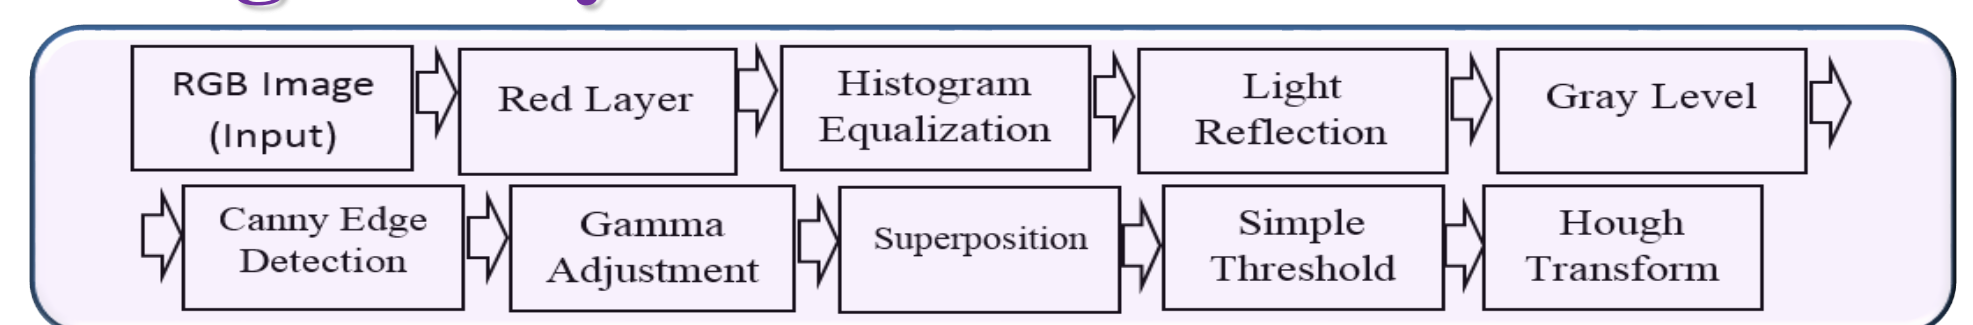 RGB Image
(Input)
Red Layer
Histogram
Equalization
Light
Reflection
Gray Level
Canny Edge
Detection
Gamma
Adjustment
Superposition
Simple
Threshold
Hough
Transform